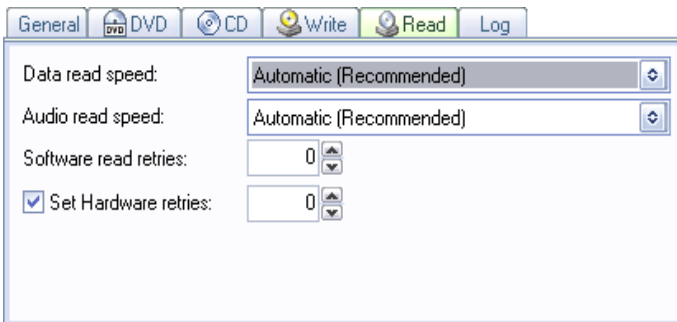 General DVD CD Write Read Log
Data read speed: Automatic (Recommended)
Audio read speed: Automatic (Recommended)
Software read retries: 0
Set Hardware retries: 0